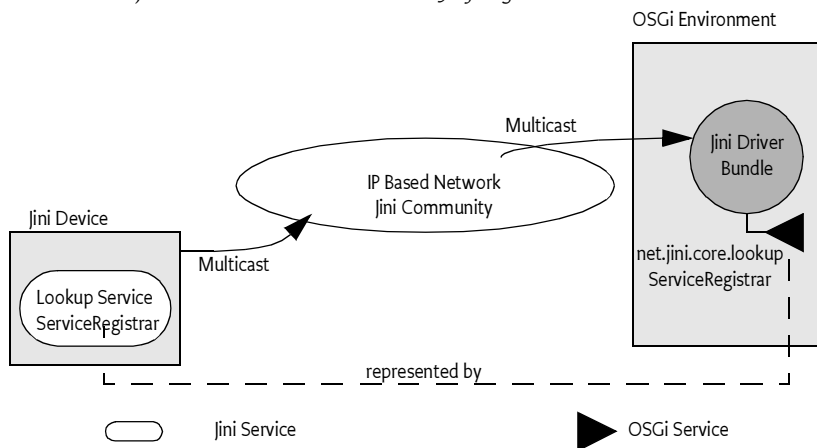 OSGi Environment
Multicast
Jini Driver
Bundle
IP Based Network
Jini Community
Jini Device
Multicast
net.jini.core.lookup
ServiceRegistrar
Lookup Service
ServiceRegistrar
represented by
Jini Service
OSGi Service